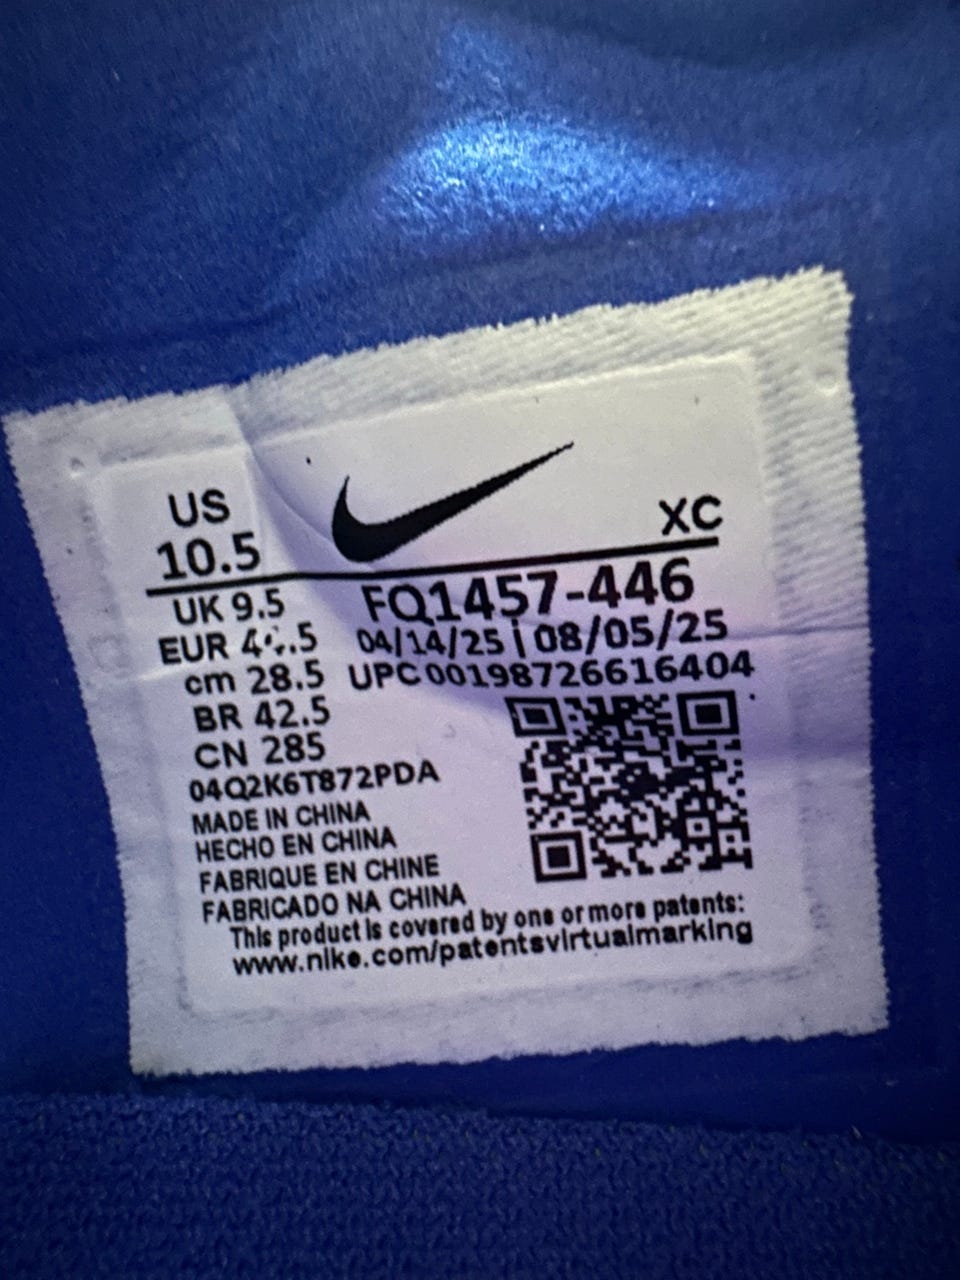 US
10.5
XC
UK 9.5
FQ1457-446
EUR
04/14/25 | 08/05/25
cm 28.5
UPC 00198726616404
BR 42.5
CN 285
04Q2K6T872PDA
MADE IN CHINA
HECHO EN CHINA
FABRIQUE EN CHINE
FABRICADO NA CHINA
This product is covered by one or more patents:
www.nike.com/patentsvirtualmarking